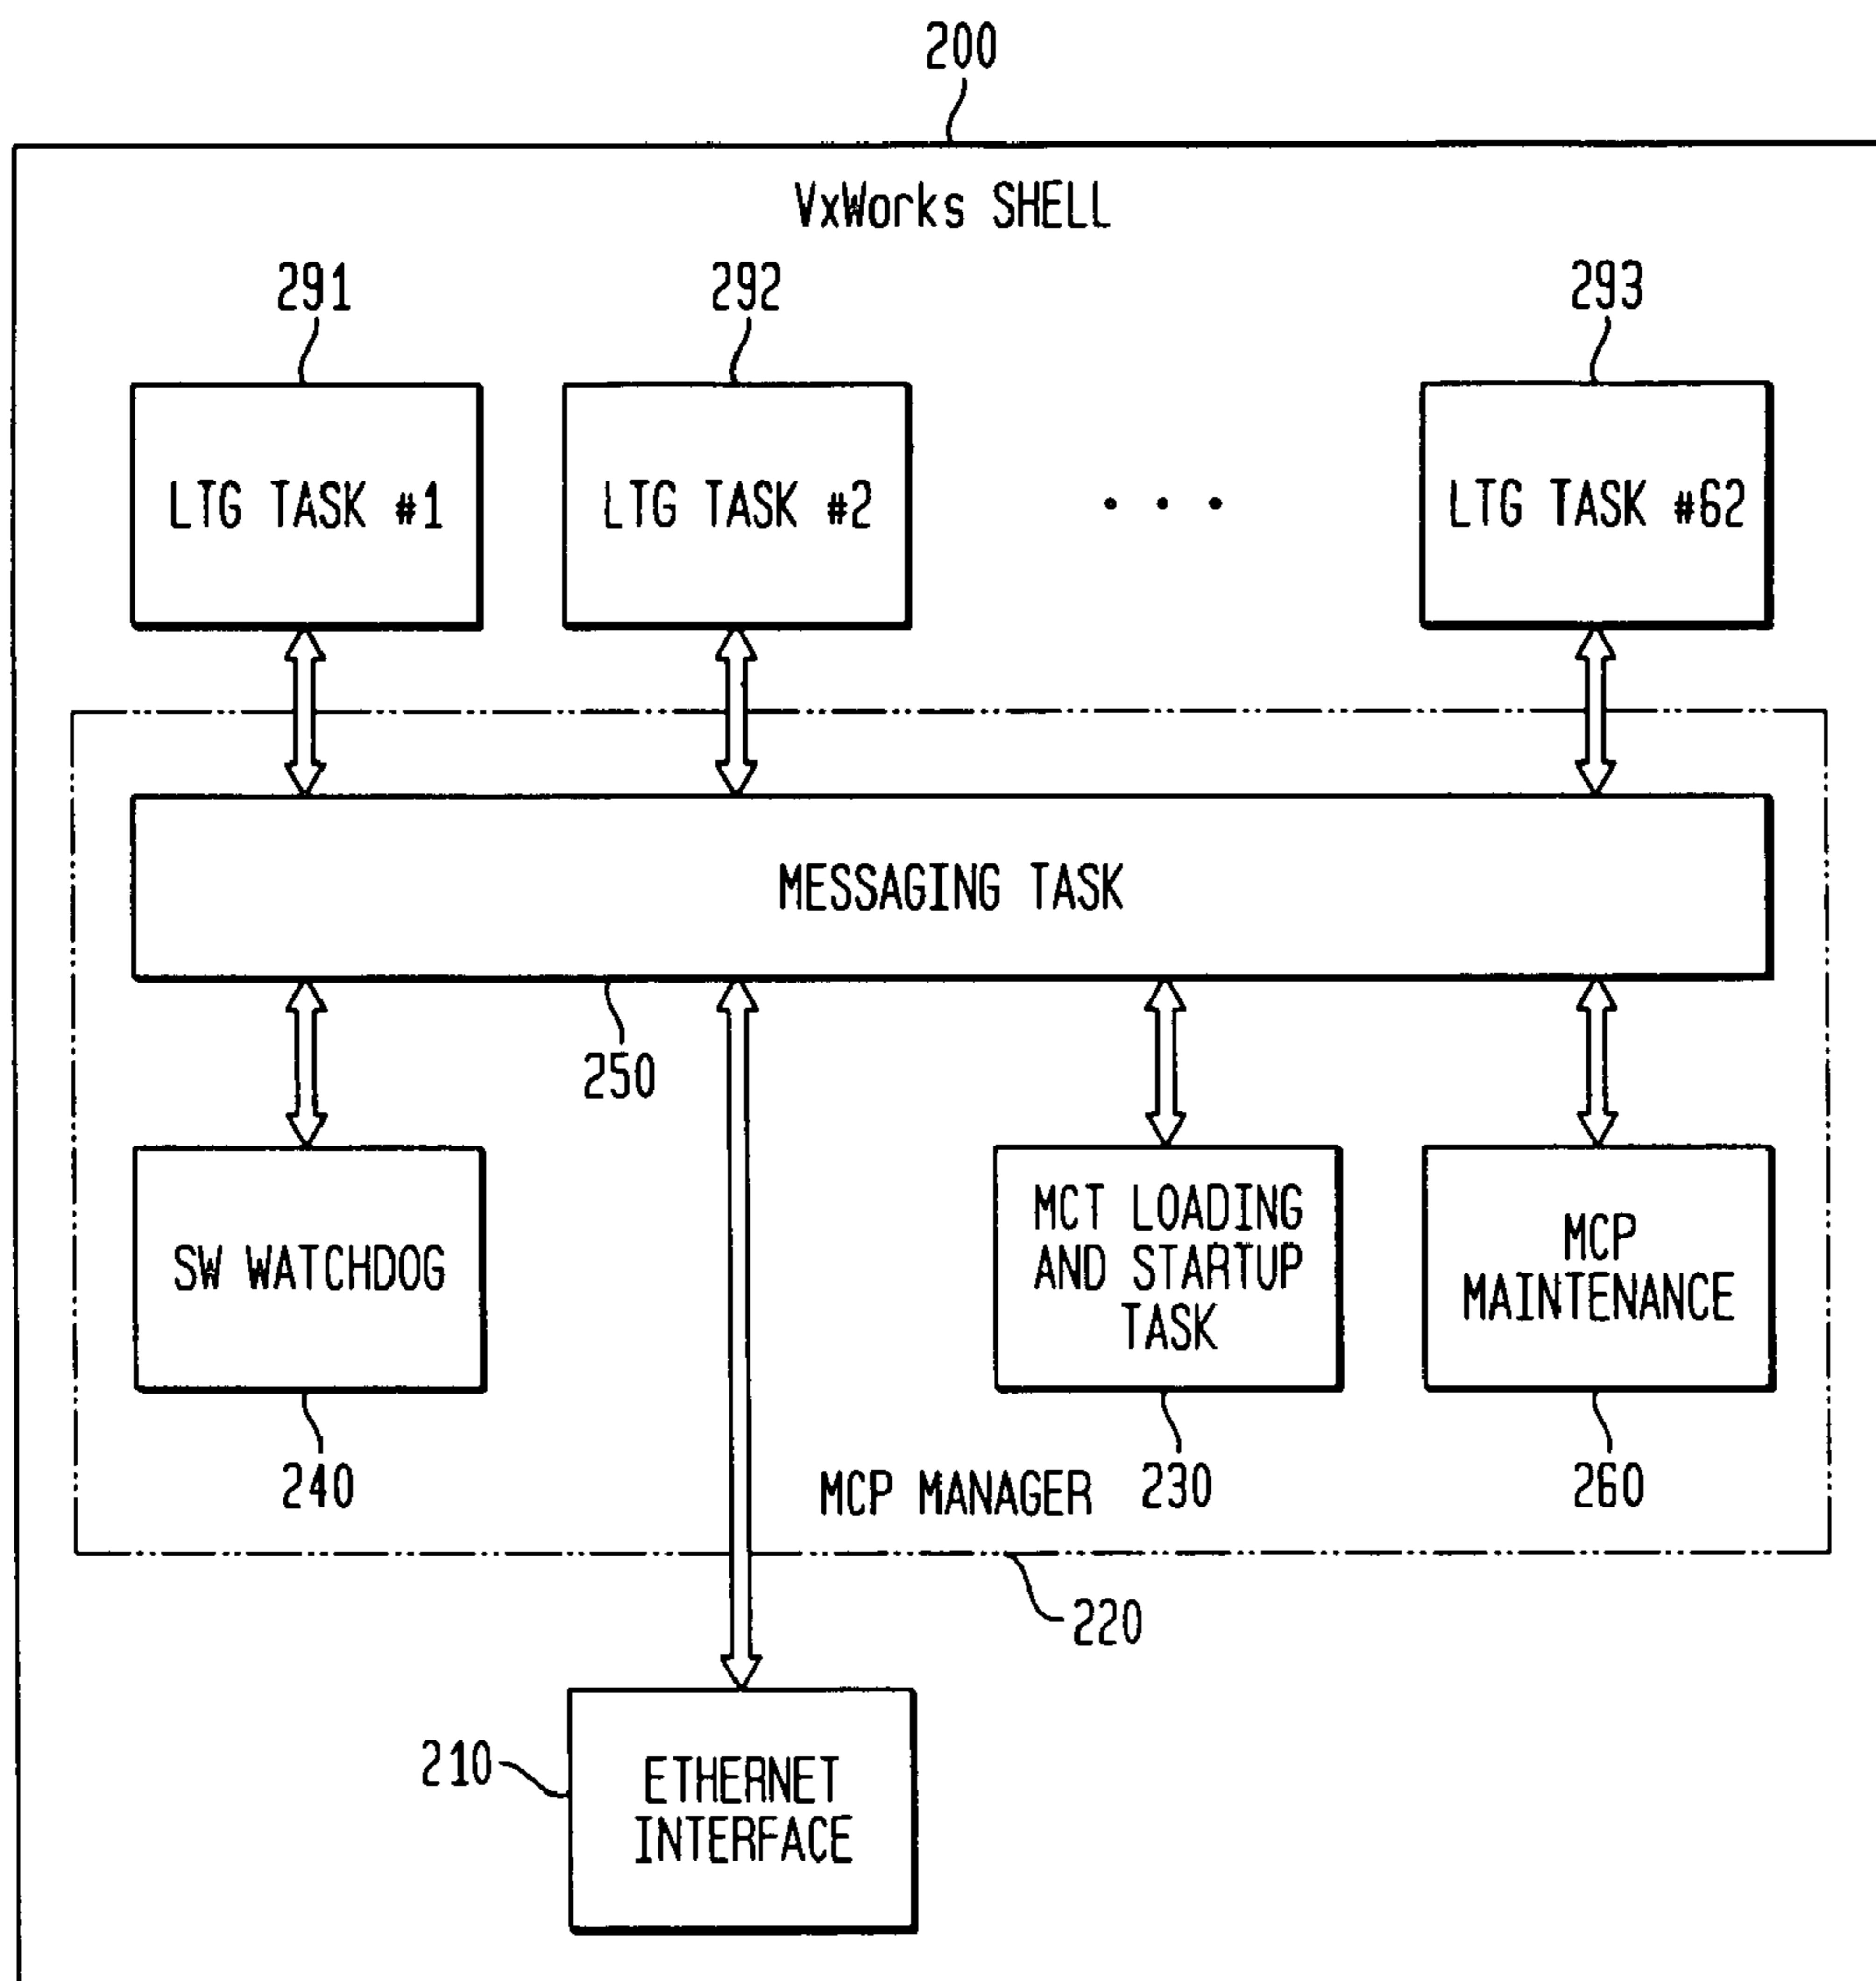 200
VxWorks SHELL
291
292
293
LTG TASK #1
LTG TASK #2
. . .
LTG TASK #62
MESSAGING TASK
250
SW WATCHDOG
MCT LOADING
AND STARTUP
TASK
MCP
MAINTENANCE
240
MCP MANAGER
230
260
220
210
ETHERNET
INTERFACE